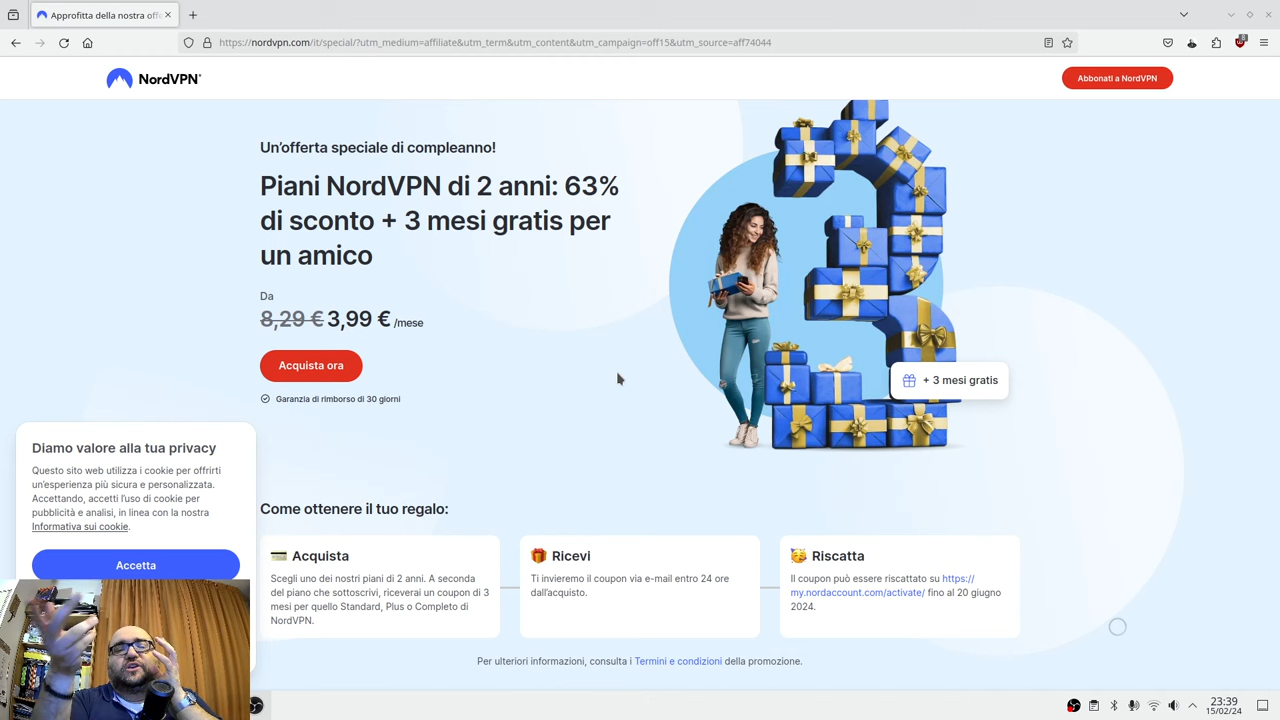 Approfitta della nostra off
https://nordvpn.com/it/special/?utm_medium=affiliate&utm_term&utm_content&utm_campaign=off15&utm_source=aff74044
NordVPN®
Abbonati a NordVPN
Un'offerta speciale di compleanno!
Piani NordVPN di 2 anni: 63%
di sconto + 3 mesi gratis per
un amico
Da
8,29 € 3,99 € /mese
Acquista ora
Garanzia di rimborso di 30 giorni
+ 3 mesi gratis
Diamo valore alla tua privacy
Questo sito web utilizza i cookie per offrirti
un'esperienza più sicura e personalizzata.
Accettando, accetti l'uso di cookie per
pubblicità e analisi, in linea con la nostra
Informativa sui cookie.
Accetta
Come ottenere il tuo regalo:
Acquista
Scegli uno dei nostri piani di 2 anni. A seconda
del piano che sottoscrivi, riceverai un coupon di 3
mesi per quello Standard, Plus o Completo di
NordVPN.
Ricevi
Ti invieremo il coupon via e-mail entro 24 ore
dall'acquisto.
Riscatta
Il coupon può essere riscattato su https://
my.nordaccount.com/activate/ fino al 20 giugno
2024.
Per ulteriori informazioni, consulta i Termini e condizioni della promozione.
23:39
15/02/24